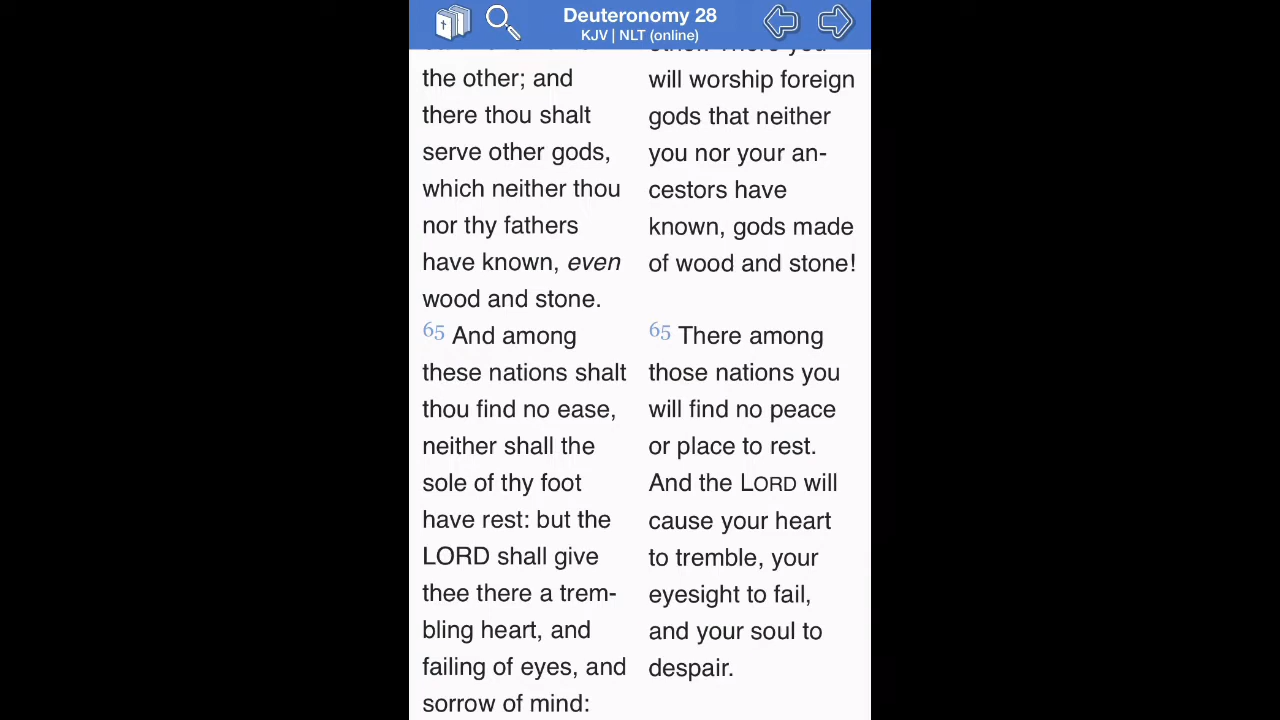 Deuteronomy 28
KJV | NLT (online)
the other; and
there thou shalt
serve other gods,
which neither thou
nor thy fathers
have known, even
wood and stone.
65 And among
these nations shalt
thou find no ease,
neither shall the
sole of thy foot
have rest: but the
LORD shall give
thee there a trem-
bling heart, and
failing of eyes, and
sorrow of mind:
will worship foreign
gods that neither
you nor your an-
cestors have
known, gods made
of wood and stone!
65 There among
those nations you
will find no peace
or place to rest.
And the LORD will
cause your heart
to tremble, your
eyesight to fail,
and your soul to
despair.